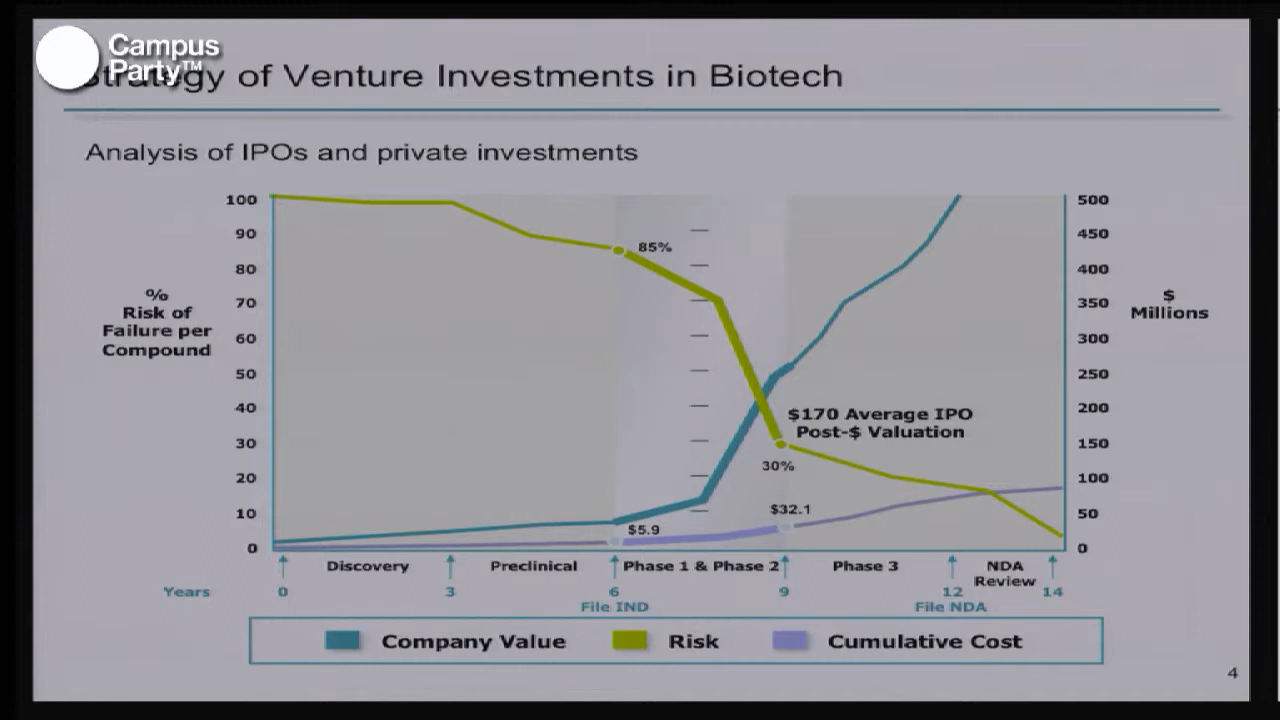 Campus
Party™
Strategy of Venture Investments in Biotech
Analysis of IPOs and private investments
100
90
80
70
60
50
40
30
20
10
0
%
Risk of
Failure per
Compound
500
450
400
350
300
250
200
150
100
50
0
$
Millions
85%
$170 Average IPO
Post-$ Valuation
30%
$32.1
$5.9
Discovery
Preclinical
Phase 1 & Phase 2
Phase 3
NDA
Review
Years
0
3
6
9
12
14
File IND
File NDA
Company Value
Risk
Cumulative Cost
4